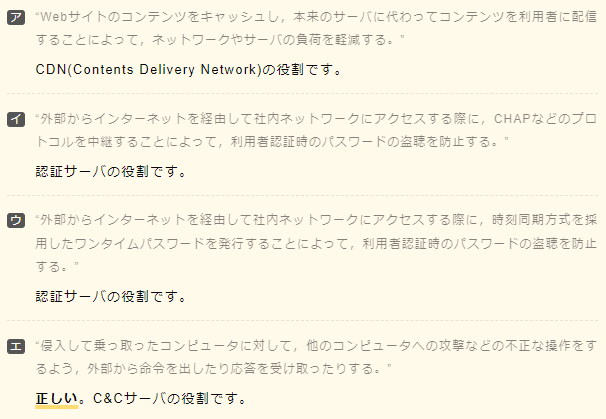 ア “Webサイトのコンテンツをキャッシュし，本来のサーバに代わってコンテンツを利用者に配信
することによって，ネットワークやサーバの負荷を軽減する。”
CDN(Contents Delivery Network)の役割です。
イ “外部からインターネットを経由して社内ネットワークにアクセスする際に，CHAPなどのプロ
トコルを中継することによって，利用者認証時のパスワードの盗聴を防止する。”
認証サーバの役割です。
ウ “外部からインターネットを経由して社内ネットワークにアクセスする際に，時刻同期方式を採
用したワンタイムパスワードを発行することによって，利用者認証時のパスワードの盗聴を防止
する。”
認証サーバの役割です。
エ “侵入して乗っ取ったコンピュータに対して，他のコンピュータへの攻撃などの不正な操作をす
るよう，外部から命令を出したり応答を受け取ったりする。”
正しい。C&Cサーバの役割です。